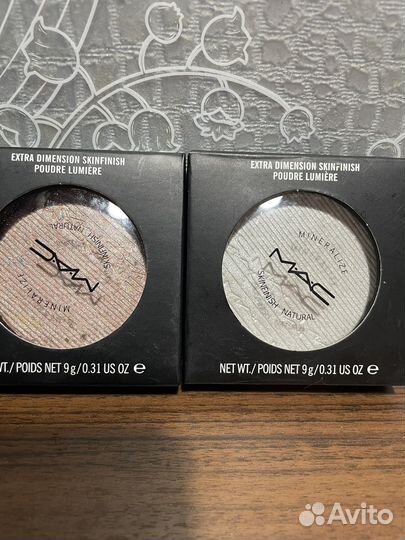 EXTRA DIMENSION SKINFINISH
POUDRE LUMIÈRE
MAC
MINERALIZE
SKINFINISH NATURAL
WT./POIDS NET 9g/0.31 US OZ e
EXTRA DIMENSION SKINFINISH
POUDRE LUMIÈRE
MINERALIZE
MAC
SKINFINISH NATURAL
NET WT./POIDS NET 9g/0.31 US OZ e
Avito